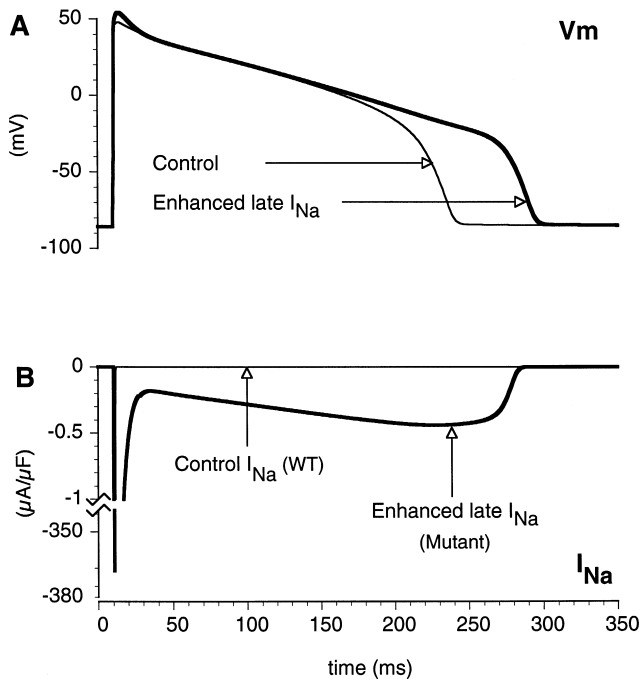 A
Vm
50
0
-50
-100
(mV)
Control
Enhanced late INa
B
0
-0.5
-1
-350
-380
(µA/µF)
Control INa (WT)
Enhanced late INa
(Mutant)
INa
0 50 100 150 200 250 300 350
time (ms)